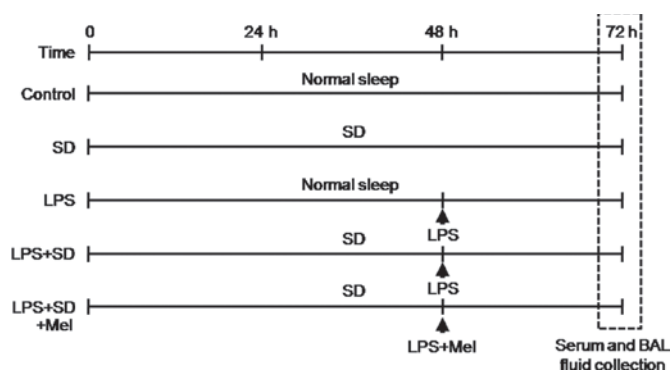 0 24 h 48 h 72 h
Time
Normal sleep
Control
SD
SD
Normal sleep
LPS
LPS
SD
LPS+SD
LPS
SD
LPS+SD
+Mel
LPS+Mel
Serum and BAL
fluid collection